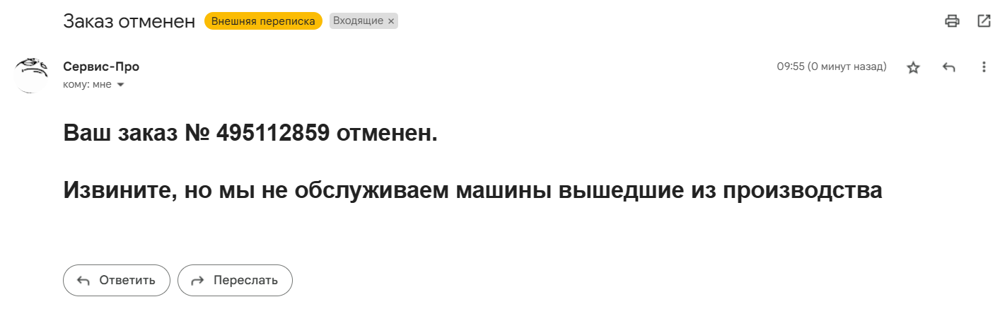 Заказ отменен Внешняя переписка Входящие ×
Сервис-Про 09:55 (0 минут назад)
кому: мне
Ваш заказ № 495112859 отменен.
Извините, но мы не обслуживаем машины вышедшие из производства
Ответить Переслать